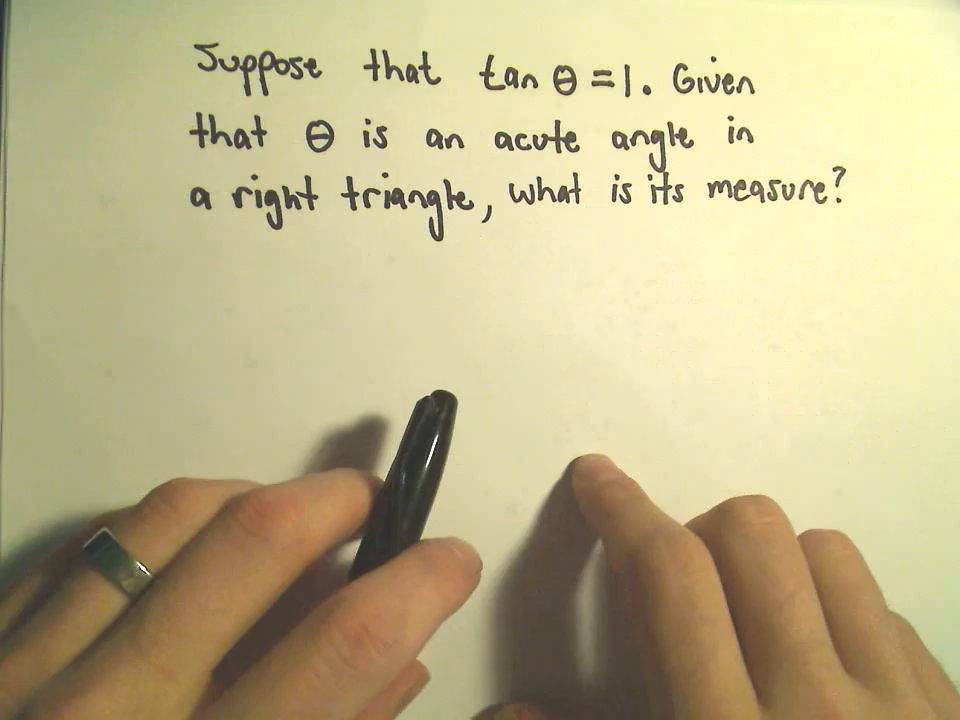 Suppose that tan θ = 1. Given
that θ is an acute angle in
a right triangle, what is its measure?